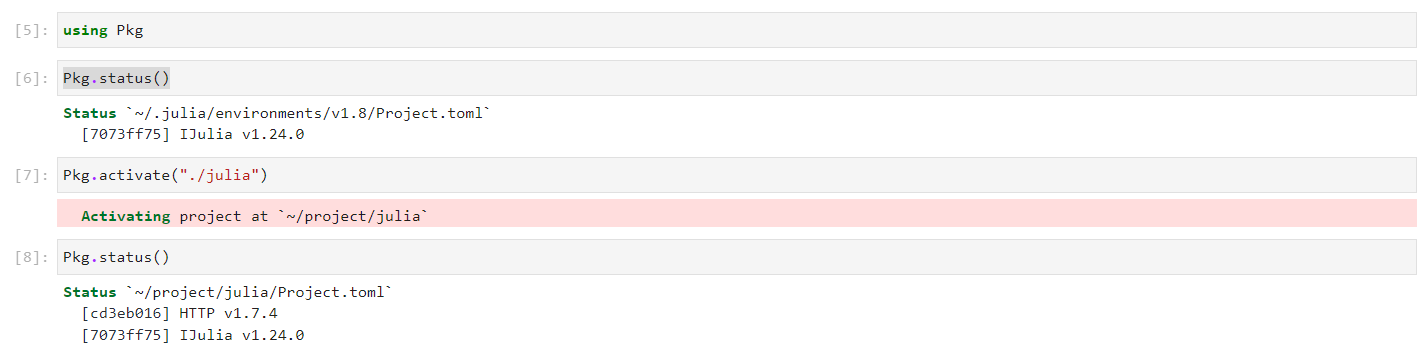 [5]: using Pkg
[6]: Pkg.status()
Status `~/.julia/environments/v1.8/Project.toml`
[7073ff75] IJulia v1.24.0
[7]: Pkg.activate("./julia")
Activating project at `~/project/julia`
[8]: Pkg.status()
Status `~/project/julia/Project.toml`
[cd3eb016] HTTP v1.7.4
[7073ff75] IJulia v1.24.0